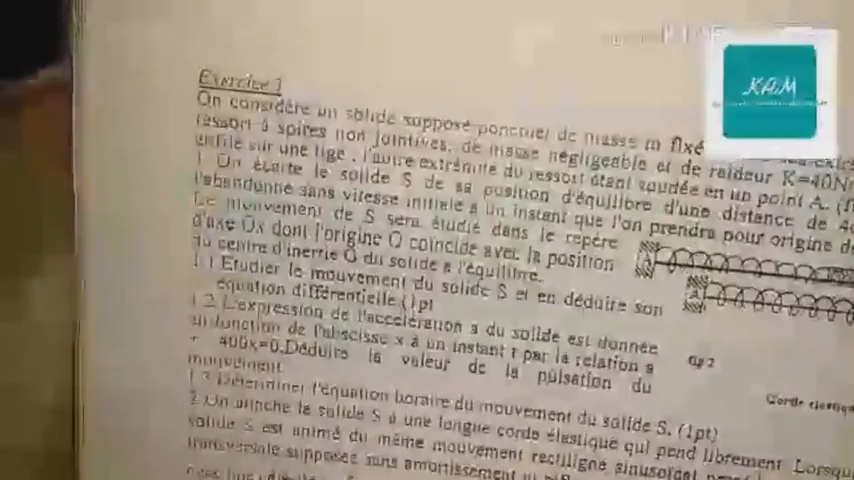 KAM
Exercice 1
On considère un solide supposé ponctuel de masse m fixé
ressort à spires non jointives, de masse négligeable et de raideur K=40N
enfilé sur une tige, l'autre extrémité du ressort étant soudée en un point A.
1. On écarte le solide S de sa position d'équilibre d'une distance de
l'abandonne sans vitesse initiale à un instant que l'on prendra pour origine
Le mouvement de S sera étudié dans le repère
d'axe Ox dont l'origine O coïncide avec la position
du centre d'inertie G du solide à l'équilibre.
1.1 Etudier le mouvement du solide S et en déduire son
équation différentielle.(1pt
1.2 L'expression de l'accélération a du solide est donnée
en fonction de l'abscisse x à un instant t par la relation a
+ 400x=0.Déduire la valeur de la pulsation du
mouvement
1.3 Déterminer l'équation horaire du mouvement du solide S. (1pt)
2.On attache le solide S à une longue corde élastique qui pend librement Lorsqu
solide S est animé du même mouvement rectiligne sinusoïdal
transversale supposée sans amortissement
A
A
fig 2
Corde élastique